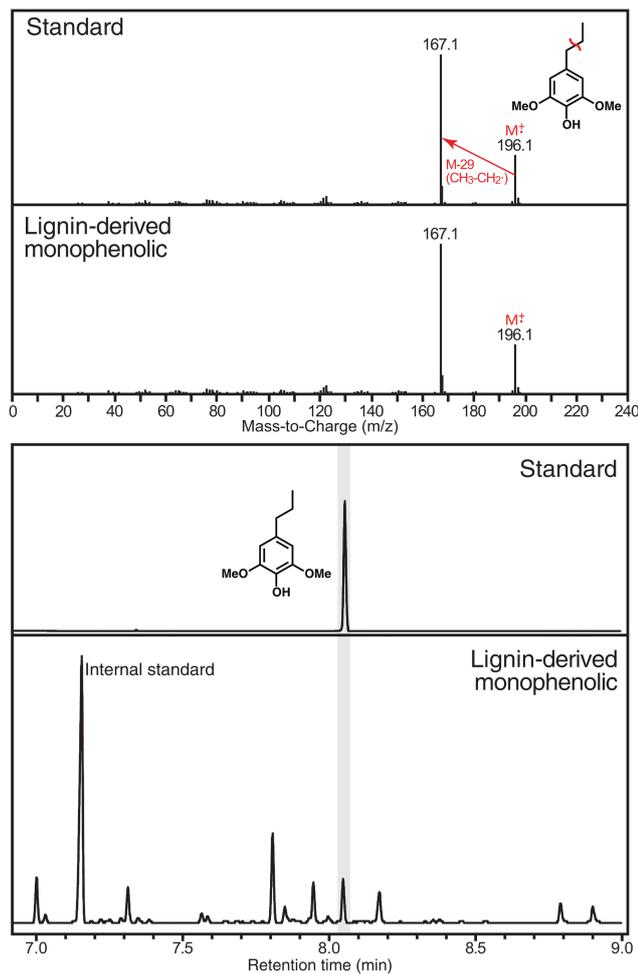 Standard
167.1
MeO
OMe
OH
M‡
196.1
M-29
(CH3-CH2·)
Lignin-derived
monophenolic
167.1
M‡
196.1
0 20 40 60 80 100 120 140 160 180 200 220 240
Mass-to-Charge (m/z)
Standard
MeO
OMe
OH
Lignin-derived
monophenolic
Internal standard
7.0 7.5 8.0 8.5 9.0
Retention time (min)